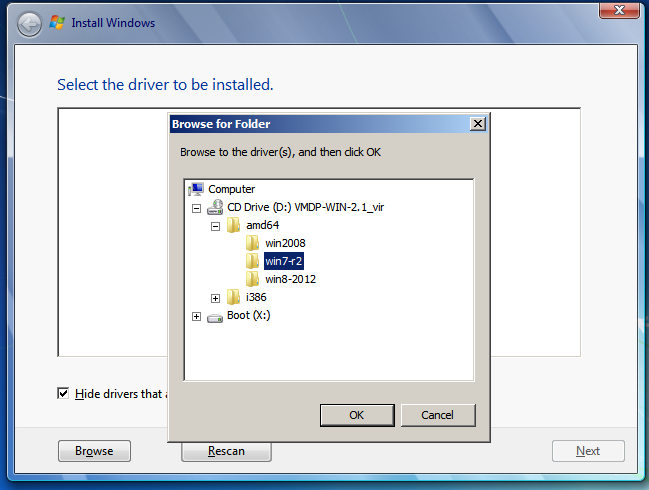 Install Windows
Select the driver to be installed.
Browse for Folder
Browse to the driver(s), and then click OK
Computer
CD Drive (D:) VMDP-WIN-2.1_vir
amd64
win2008
win7-r2
win8-2012
i386
Boot (X:)
Hide drivers that
OK
Cancel
Browse
Rescan
Next